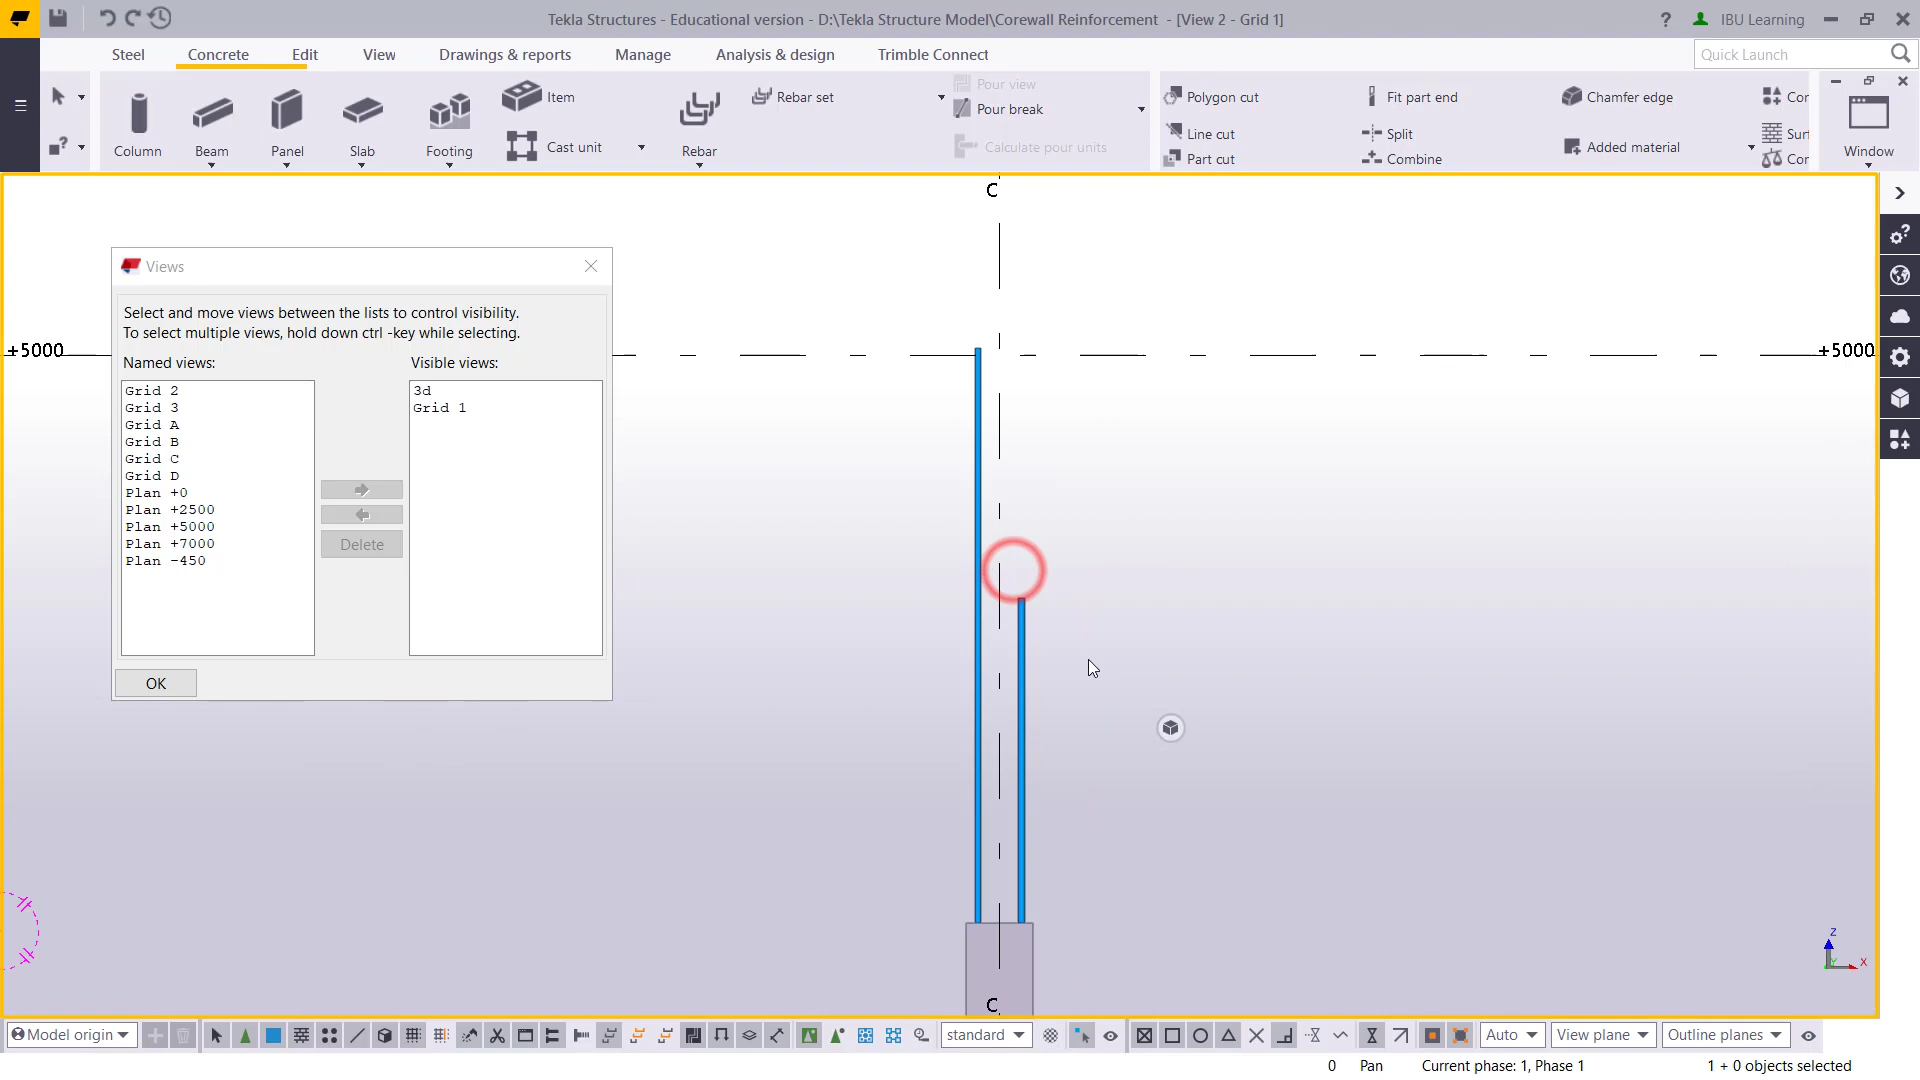 Tekla Structures - Educational version - D:\Tekla Structure Model\Corewall Reinforcement - [View 2 - Grid 1]
? IBU Learning
Steel Concrete Edit View Drawings & reports Manage Analysis & design Trimble Connect
Quick Launch
Column
Beam
Panel
Slab
Footing
Item
Cast unit
Rebar
Rebar set
Pour view
Pour break
Calculate pour units
Polygon cut
Line cut
Part cut
Fit part end
Split
Combine
Chamfer edge
Added material
Cor
Surf
Cor
Window
C
+5000
+5000
Views
Select and move views between the lists to control visibility.
To select multiple views, hold down ctrl -key while selecting.
Named views:
Grid 2
Grid 3
Grid A
Grid B
Grid C
Grid D
Plan +0
Plan +2500
Plan +5000
Plan +7000
Plan -450
Visible views:
3d
Grid 1
Delete
OK
C
Z
Y
X
Model origin
standard
Auto
View plane
Outline planes
0 Pan Current phase: 1, Phase 1 1 + 0 objects selected